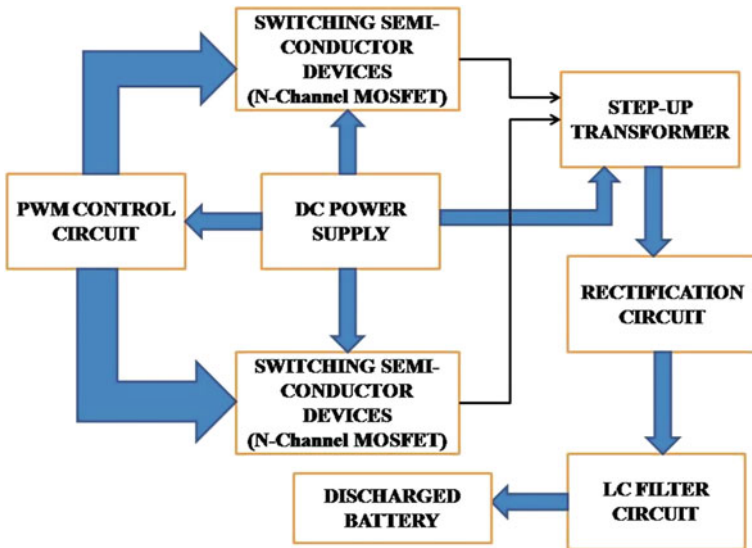 SWITCHING SEMI-
CONDUCTOR
DEVICES
(N-Channel MOSFET)
STEP-UP
TRANSFORMER
PWM CONTROL
CIRCUIT
DC POWER
SUPPLY
RECTIFICATION
CIRCUIT
SWITCHING SEMI-
CONDUCTOR
DEVICES
(N-Channel MOSFET)
LC FILTER
CIRCUIT
DISCHARGED
BATTERY